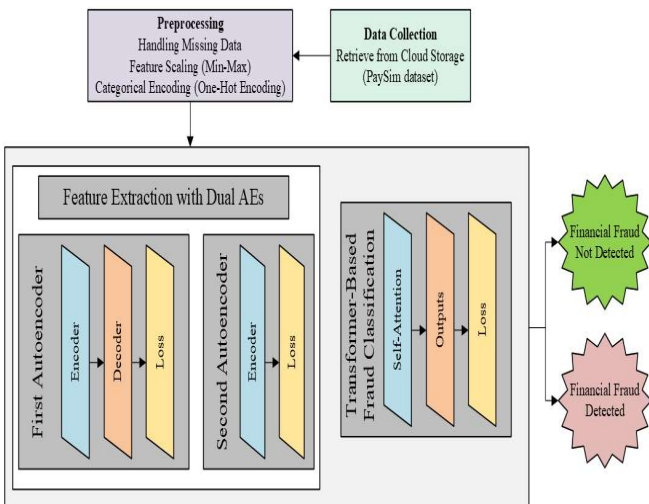 Preprocessing
Handling Missing Data
Feature Scaling (Min-Max)
Categorical Encoding (One-Hot Encoding)
Data Collection
Retrieve from Cloud Storage
(PaySim dataset)
Feature Extraction with Dual AEs
First Autoencoder
Encoder
Decoder
Loss
Second Autoencoder
Encoder
Loss
Transformer-Based
Fraud Classification
Self-Attention
Outputs
Loss
Financial Fraud
Not Detected
Financial Fraud
Detected